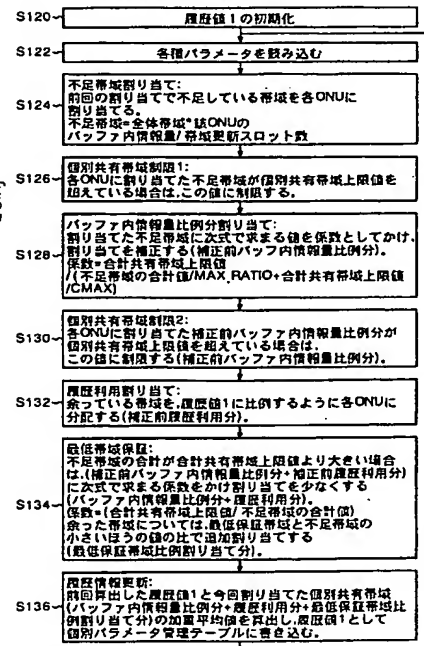 S120
履歴値1の初期化
S122
各種パラメータを読み込む
S124
不足帯域割り当て:
前回の割り当てで不足している帯域を各ONUに
割り当てる。
不足帯域=全体帯域*該ONUの
バッファ内情報量/帯域更新スロット数
S126
個別共有帯域制限1:
各ONUに割り当てた不足帯域が個別共有帯域上限値を
超えている場合は、この値に制限する。
S128
バッファ内情報量比例分割り当て:
割り当てた不足帯域に次式で求まる値を係数としてかけ、
割り当てを補正する(補正前バッファ内情報量比例分)。
係数=合計共有帯域上限値
/(不足帯域の合計値/MAX_RATIO+合計共有帯域上限値
/CMAX)
S130
個別共有帯域制限2:
各ONUに割り当てた補正前バッファ内情報量比例分が
個別共有帯域上限値を超えている場合は、
この値に制限する(補正前バッファ内情報量比例分)。
S132
履歴利用割り当て:
余っている帯域を、履歴値1に比例するように各ONUに
分配する(補正前履歴利用分)。
S134
最低帯域保証:
不足帯域の合計が合計共有帯域上限値より大きい場合
は、(補正前バッファ内情報量比例分+補正前履歴利用分)
に次式で求まる係数をかけ割り当てを少なくする
(バッファ内情報量比例分+履歴利用分)。
係数=(合計共有帯域上限値/不足帯域の合計値)
余った帯域については、最低保証帯域と不足帯域の
小さいほうの値の比で追加割り当てする
(最低保証帯域比例割り当て分)。
S136
履歴情報更新:
前回算出した履歴値1と今回割り当てた個別共有帯域
(バッファ内情報量比例分+履歴利用分+最低保証帯域比
例割り当て分)の加重平均値を算出し、履歴値1として
個別パラメータ管理テーブルに書き込む。